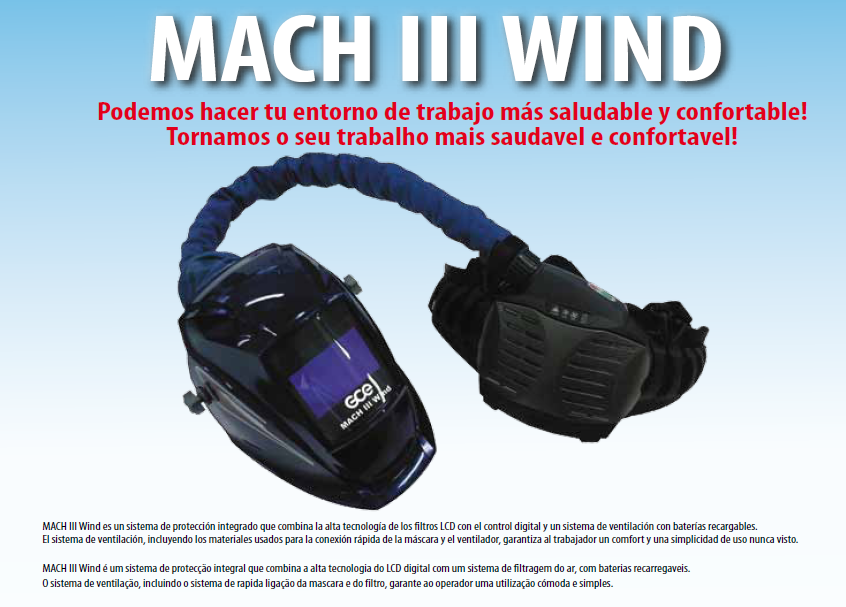 MACH III WIND
Podemos hacer tu entorno de trabajo más saludable y confortable!
Tornamos o seu trabalho mais saudavel e confortavel!
GCE
MACH III Wind
MACH III Wind es un sistema de protección integrado que combina la alta tecnología de los filtros LCD con el control digital y un sistema de ventilación con baterías recargables.
El sistema de ventilación, incluyendo los materiales usados para la conexión rápida de la máscara y el ventilador, garantiza al trabajador un comfort y una simplicidad de uso nunca visto.
MACH III Wind é um sistema de protecção integral que combina a alta tecnologia do LCD digital com um sistema de filtragem do ar, com baterias recarregaveis.
O sistema de ventilação, incluindo o sistema de rapida ligação da mascara e do filtro, garante ao operador uma utilização cómoda e simples.